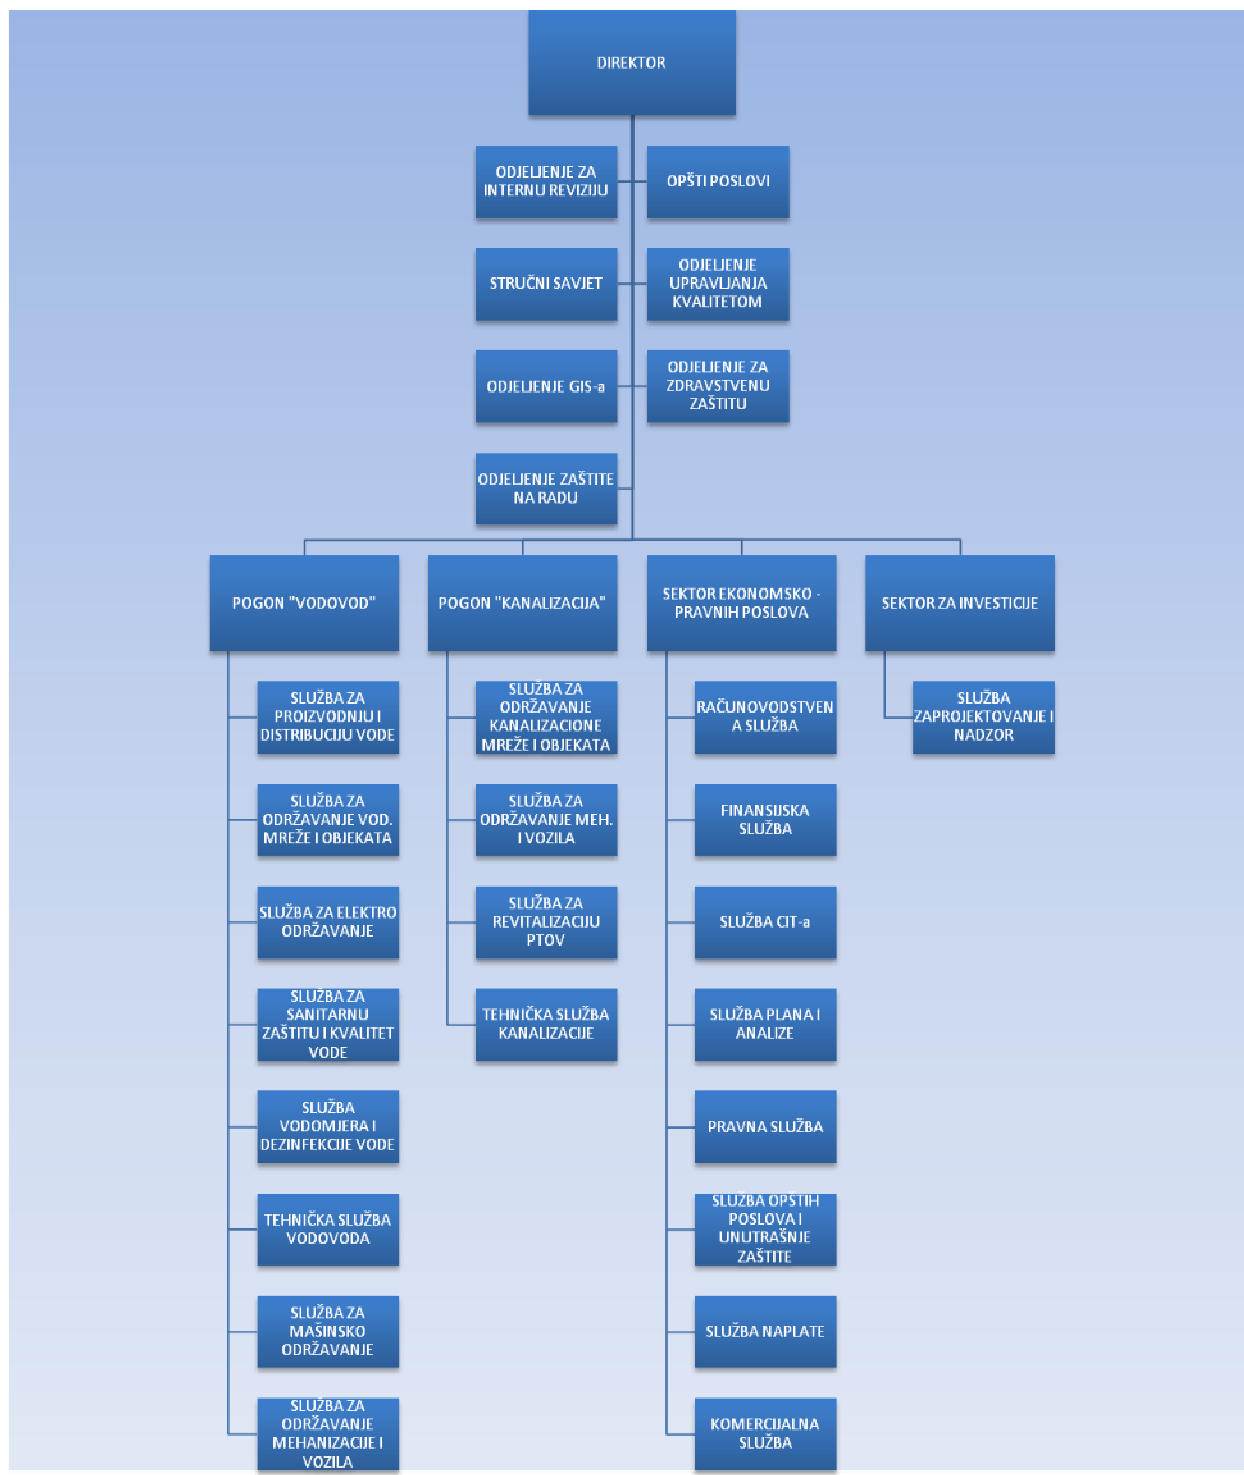 DIREKTOR
ODJELJENJE ZA
INTERNU REVIZIJU
OPŠTI POSLOVI
STRUČNI SAVJET
ODJELJENJE
UPRAVLJANJA
KVALITETOM
ODJELJENJE GIS-a
ODJELJENJE ZA
ZDRAVSTVENU
ZAŠTITU
ODJELJENJE ZAŠTITE
NA RADU
POGON "VODOVOD"
POGON "KANALIZACIJA"
SEKTOR EKONOMSKO -
PRAVNIH POSLOVA
SEKTOR ZA INVESTICIJE
SLUŽBA ZA
PROIZVODNJU I
DISTRIBUCIJU VODE
SLUŽBA ZA
ODRŽAVANJE VOD.
MREŽE I OBJEKATA
SLUŽBA ZA ELEKTRO
ODRŽAVANJE
SLUŽBA ZA
SANITARNU
ZAŠTITU I KVALITET
VODE
SLUŽBA
VODOMJERA I
DEZINFEKCIJE VODE
TEHNIČKA SLUŽBA
VODOVODA
SLUŽBA ZA
MAŠINSKO
ODRŽAVANJE
SLUŽBA ZA
ODRŽAVANJE
MEHANIZACIJE I
VOZILA
SLUŽBA ZA
ODRŽAVANJE
KANALIZACIONE
MREŽE I OBJEKATA
SLUŽBA ZA
ODRŽAVANJE MEH.
I VOZILA
SLUŽBA ZA
REVITALIZACIJU
PTOV
TEHNIČKA SLUŽBA
KANALIZACIJE
RAČUNOVODSTVEN
A SLUŽBA
FINANSIJSKA
SLUŽBA
SLUŽBA CIT-a
SLUŽBA PLANA I
ANALIZE
PRAVNA SLUŽBA
SLUŽBA OPŠTIH
POSLOVA I
UNUTRAŠNJE
ZAŠTITE
SLUŽBA NAPLATE
KOMERCIJALNA
SLUŽBA
SLUŽBA
ZAPROJEKTOVANJE I
NADZOR